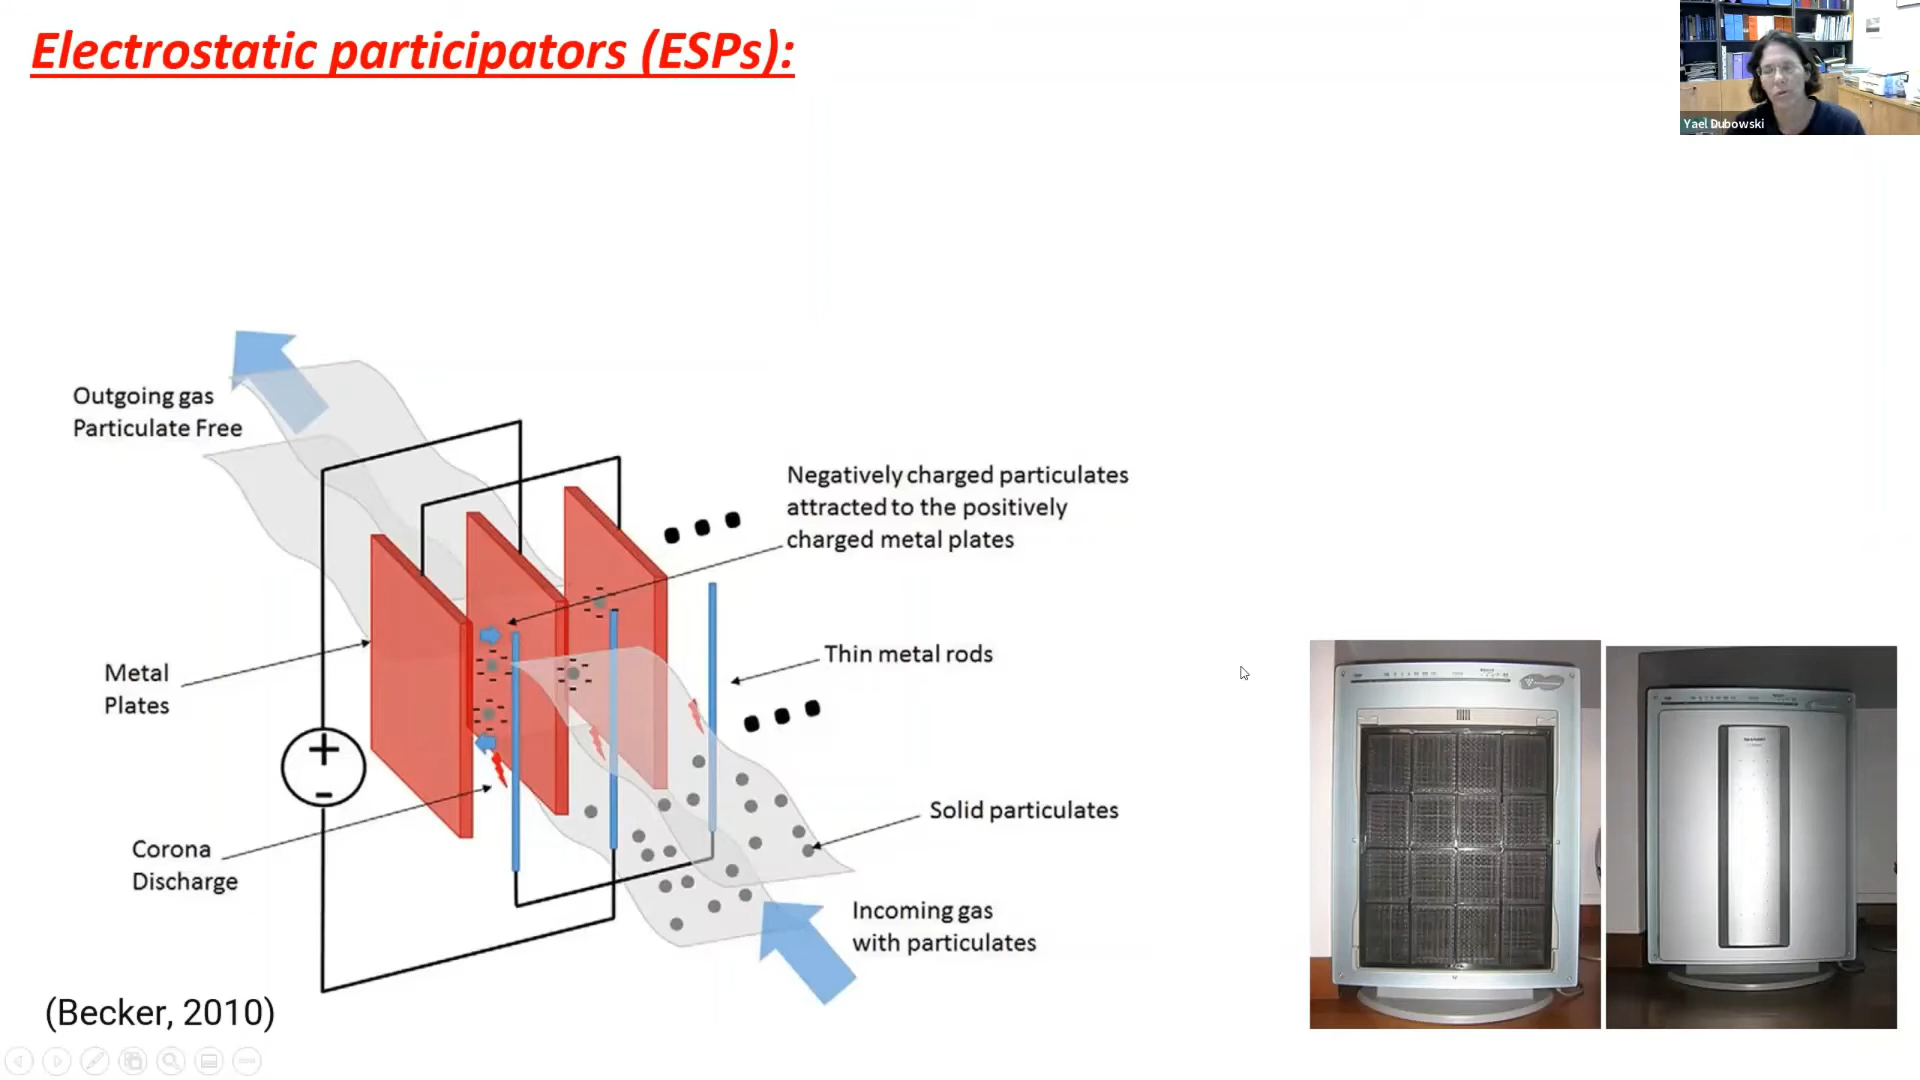 Electrostatic participators (ESPs):
Yael Dubowski
Outgoing gas
Particulate Free
Negatively charged particulates
attracted to the positively
charged metal plates
Metal
Plates
Thin metal rods
+
-
Solid particulates
Corona
Discharge
Incoming gas
with particulates
(Becker, 2010)